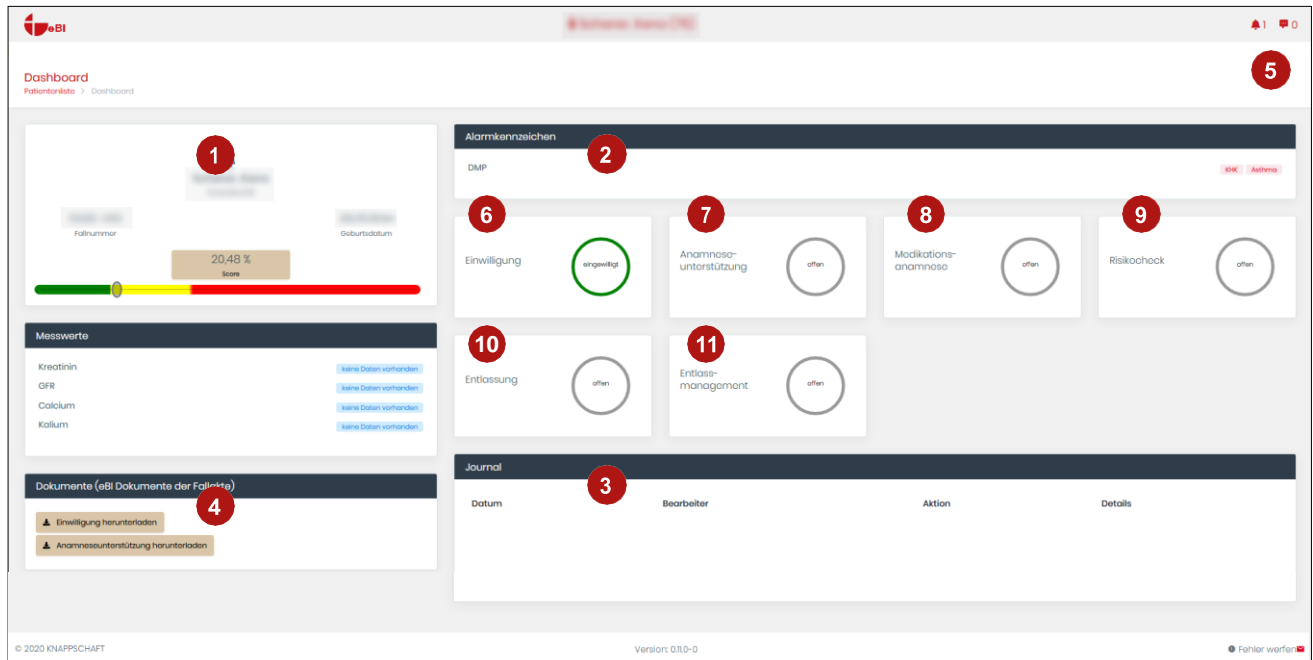 eBI
1 0
Dashboard
Patientenliste > Dashboard
5
1
Fallnummer
Geburtsdatum
20,48 %
Score
Messwerte
Kreatinin keine Daten vorhanden
GFR keine Daten vorhanden
Calcium keine Daten vorhanden
Kalium keine Daten vorhanden
Dokumente (eBI Dokumente der Fallakte)
4
Einwilligung herunterladen
Anamneseunterstützung herunterladen
Alarmkennzeichen
2
DMP KHK Asthma
6
Einwilligung
eingewilligt
7
Anamnese-
unterstützung
offen
8
Medikations-
anamnese
offen
9
Risikocheck
offen
10
Entlassung
offen
11
Entlass-
management
offen
Journal
3
Datum Bearbeiter Aktion Details
© 2020 KNAPPSCHAFT
Version: 0.11.0-0
Fehler werfen